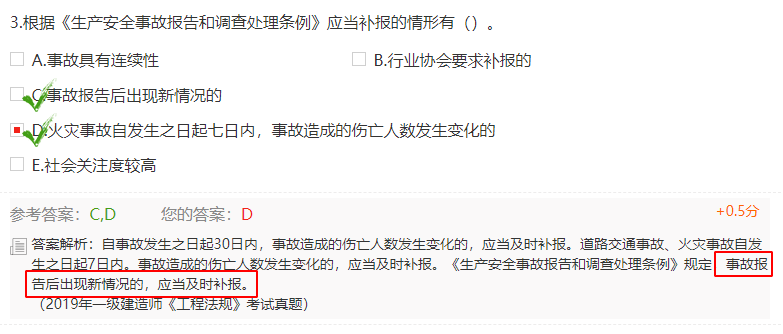 3.根据《生产安全事故报告和调查处理条例》应当补报的情形有（）。
A.事故具有连续性
B.行业协会要求补报的
C.事故报告后出现新情况的
D.火灾事故自发生之日起七日内，事故造成的伤亡人数发生变化的
E.社会关注度较高
参考答案：C,D 您的答案：D +0.5分
答案解析：自事故发生之日起30日内，事故造成的伤亡人数发生变化的，应当及时补报。道路交通事故、火灾事故自发
生之日起7日内。事故造成的伤亡人数发生变化的，应当及时补报。《生产安全事故报告和调查处理条例》规定 事故报
告后出现新情况的，应当及时补报。
（2019年一级建造师《工程法规》考试真题）